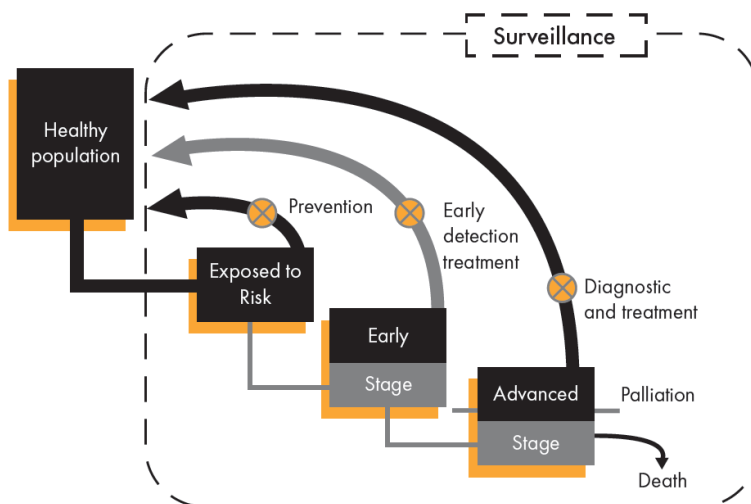 Surveillance
Healthy
population
Prevention
Early
detection
treatment
Exposed to
Risk
Diagnostic
and treatment
Early
Stage
Advanced
Palliation
Stage
Death